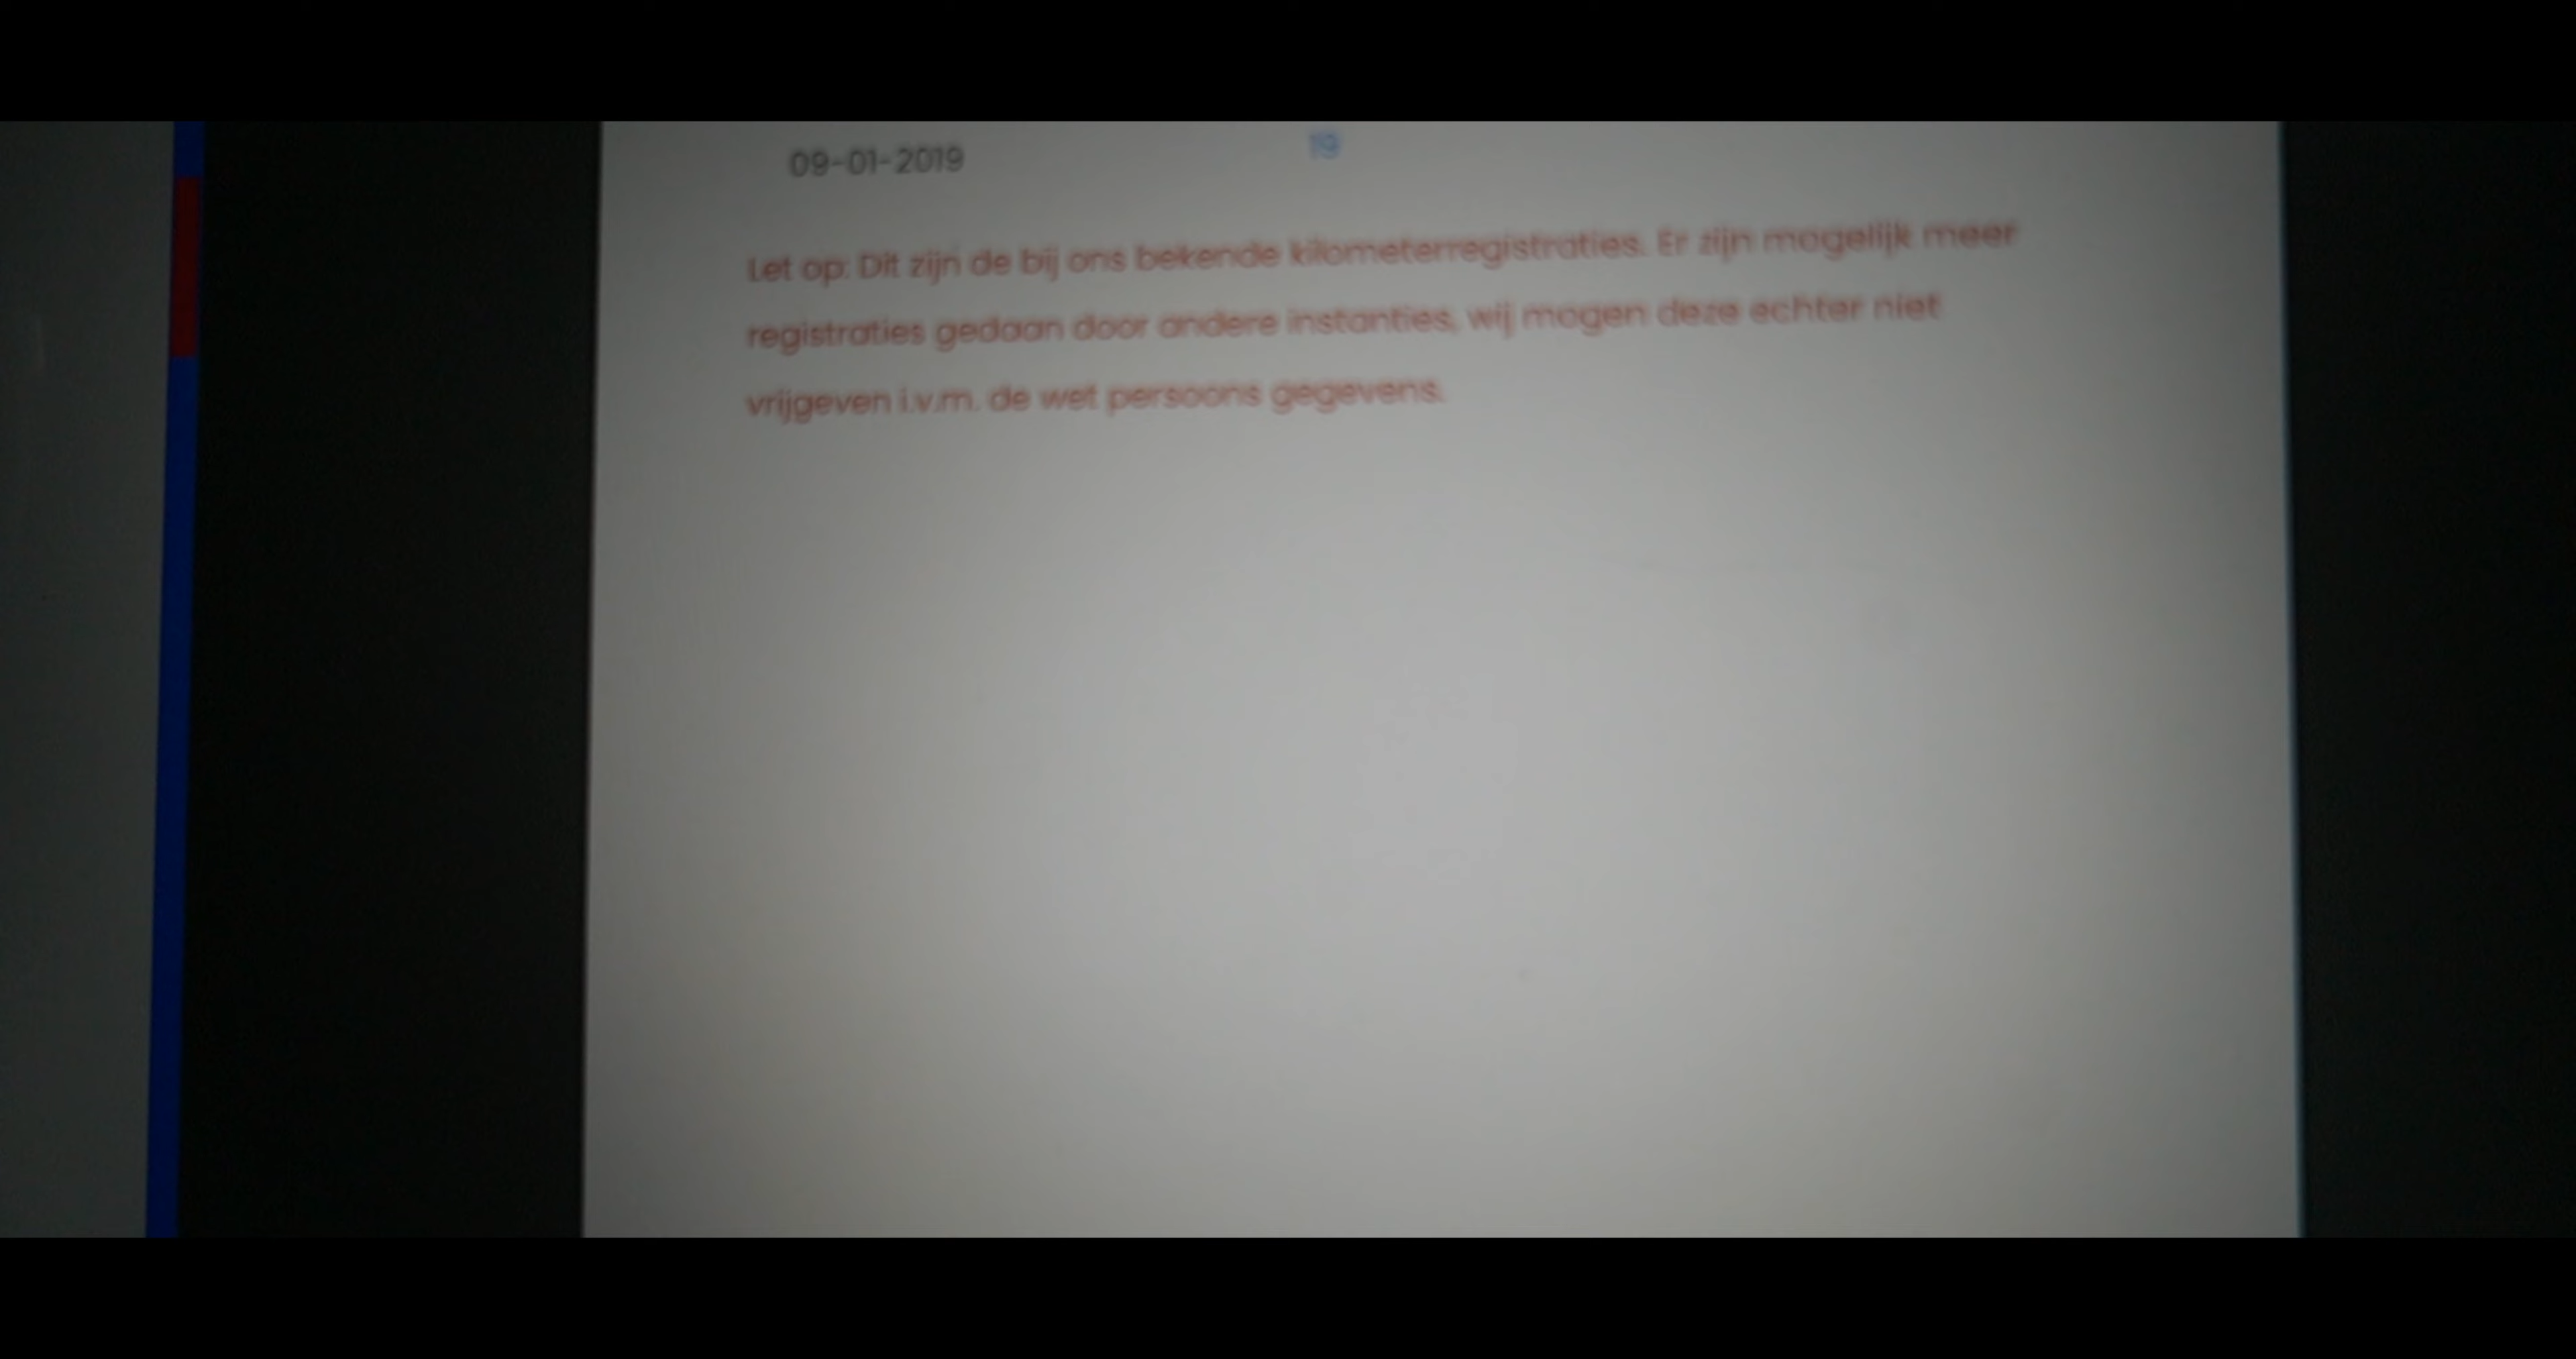 09-01-2019 19
Let op: Dit zijn de bij ons bekende kilometerregistraties. Er zijn mogelijk meer
registraties gedaan door andere instanties, wij mogen deze echter niet
vrijgeven i.v.m. de wet persoons gegevens.